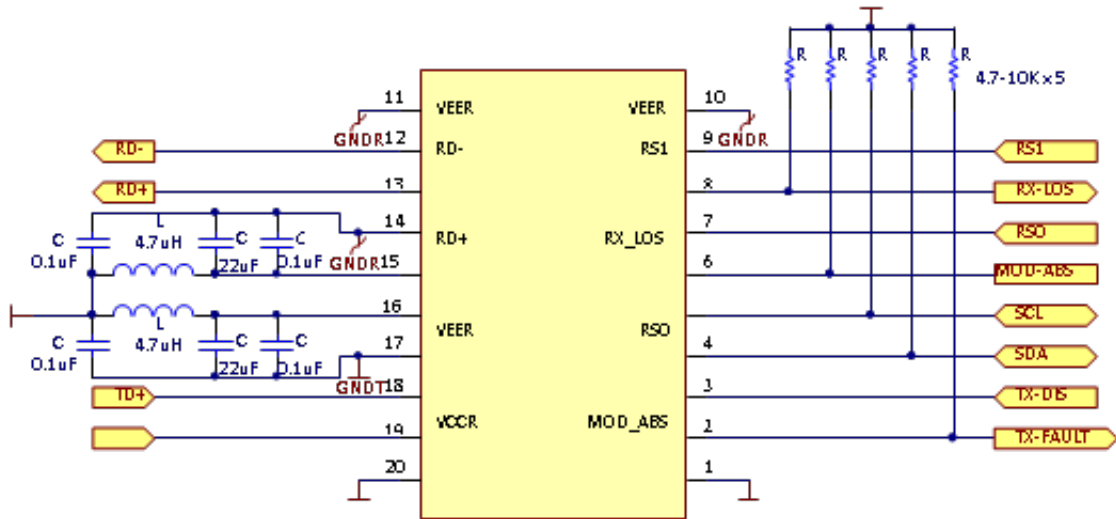 R R R R R
4.7-10K x 5
11 VEER VEER 10
GNDR GNDR
RD- 12 RD- RS1 9 RS1
RD+ 13 8 RX-LOS
L 14 RD+ RX_LOS 7 RS0
C 4.7uH C C
0.1uF 22uF 0.1uF GNDR 15 6 MOD-ABS
16 VEER RSO SCL
L
C 4.7uH C C 17 4 SDA
0.1uF 22uF 0.1uF
GNDT
TD+ 18 VCCR MOD_ABS 3 TX-DIS
19 2 TX-FAULT
20 1